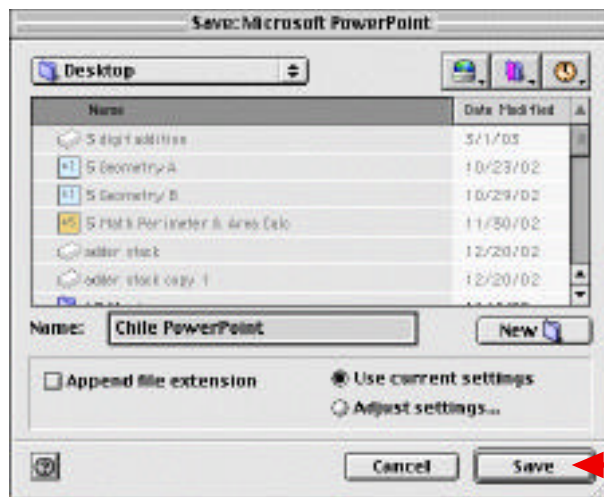 Save: Microsoft PowerPoint
Desktop
Name Date Modified
5 digit addition 3/1/03
5 Geometry A 10/23/02
5 Geometry B 10/29/02
5 Math Perimeter & Area Calc 11/30/02
adder stack 12/20/02
adder stack copy 1 12/20/02
Name: Chile PowerPoint New
Append file extension Use current settings
Adjust settings...
Cancel Save